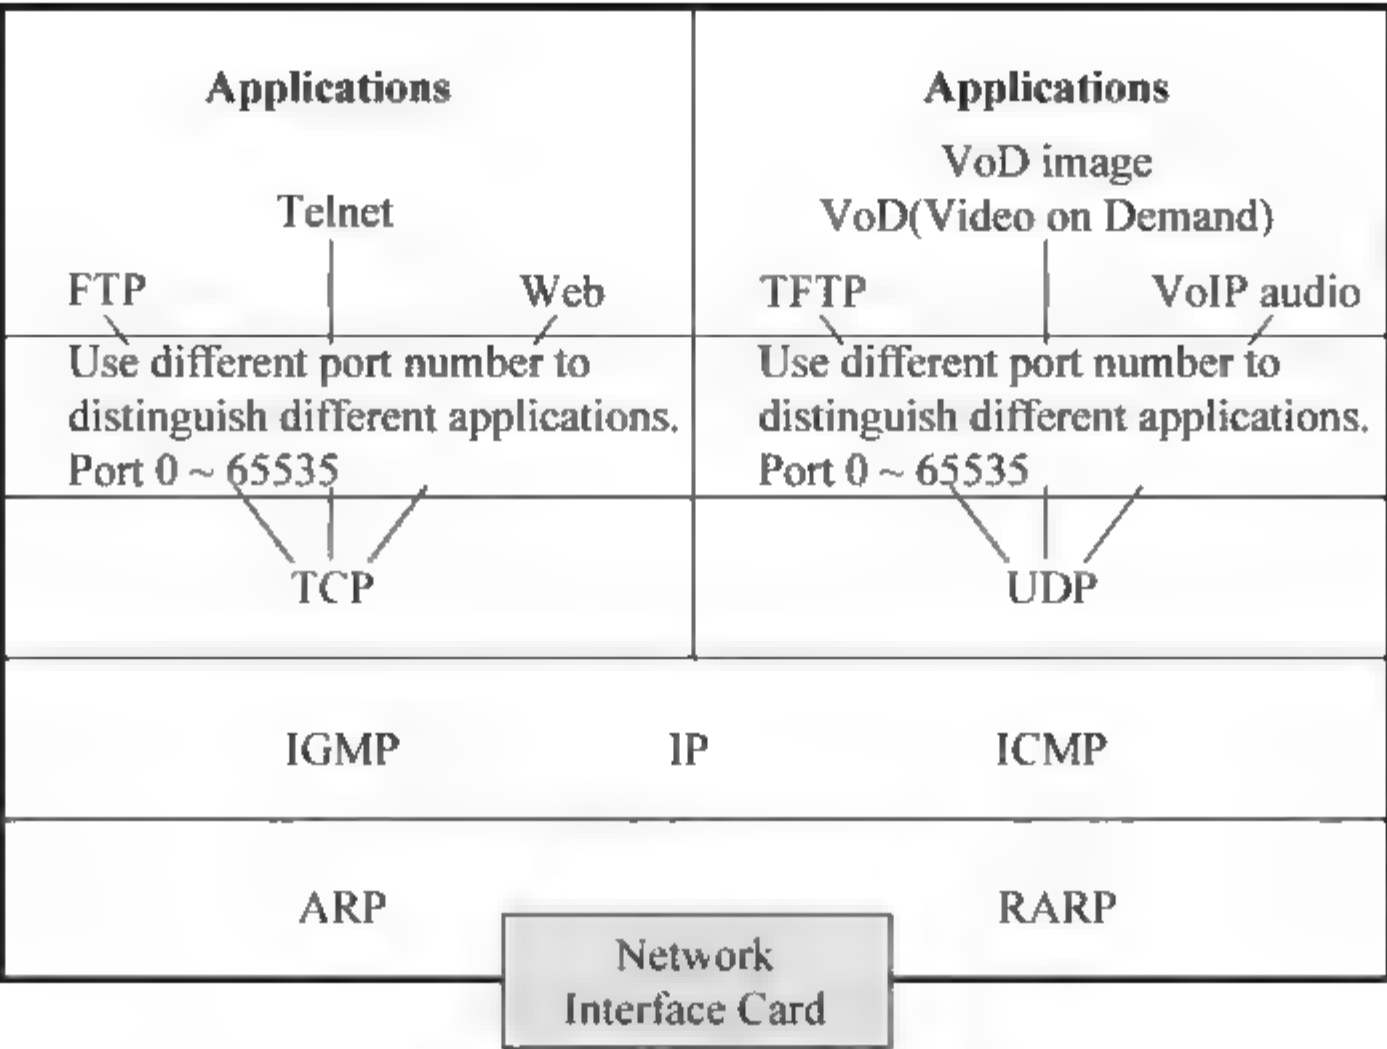 Applications
Telnet
FTP
Web
Use different port number to
distinguish different applications.
Port 0 ~ 65535
TCP
Applications
VoD image
VoD(Video on Demand)
TFTP
VoIP audio
Use different port number to
distinguish different applications.
Port 0 ~ 65535
UDP
IGMP
IP
ICMP
ARP
RARP
Network
Interface Card